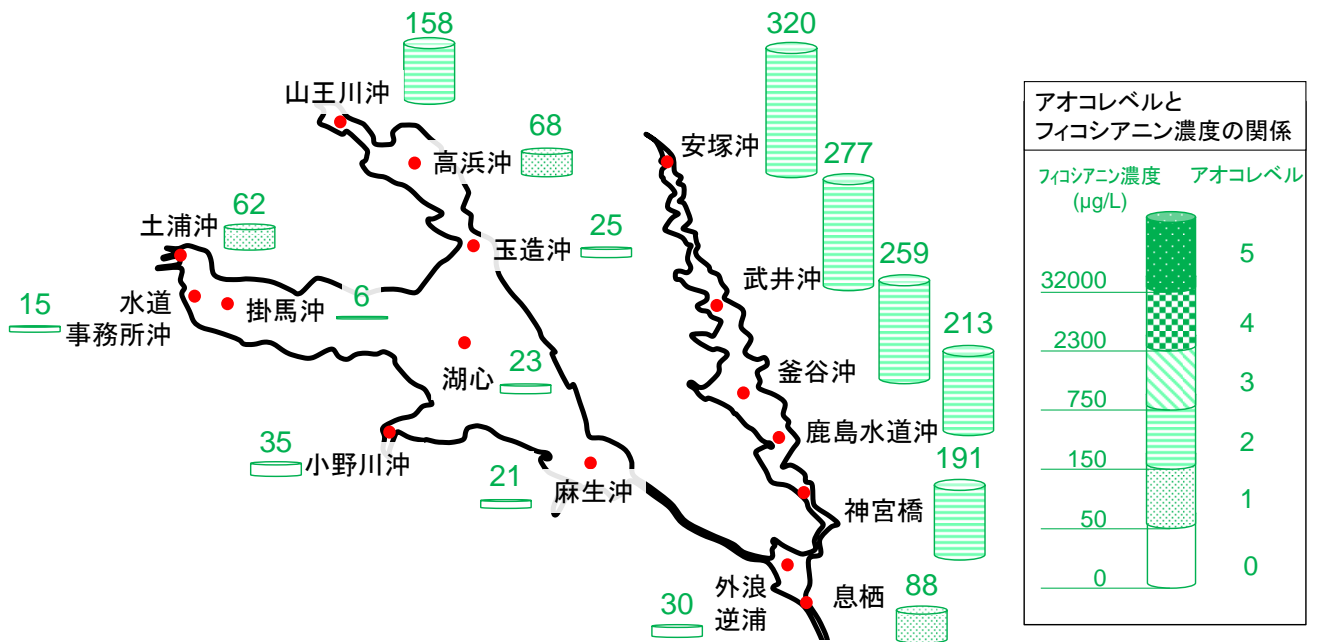 158
山王川沖
68
高浜沖
62
土浦沖
25
玉造沖
15
水道
事務所沖
掛馬沖
6
湖心
23
35
小野川沖
21
麻生沖
320
安塚沖
277
武井沖
259
釜谷沖
213
鹿島水道沖
191
神宮橋
外浪
逆浦
30
息栖
88
アオコレベルと
フィコシアニン濃度の関係
フィコシアニン濃度
(μg/L)
アオコレベル
5
32000
4
2300
3
750
2
150
1
50
0
0